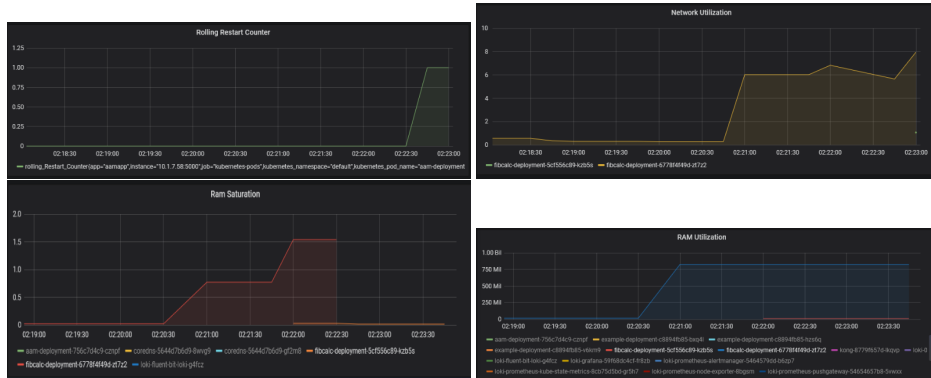 Rolling Restart Counter
1.25
1.00
0.75
0.50
0.25
0
02:18:30 02:19:00 02:19:30 02:20:00 02:20:30 02:21:00 02:21:30 02:22:00 02:22:30 02:23:00
rolling_Restart_Counter{app="aamapp",instance="10.1.7.58:5000",job="kubernetes-pods",kubernetes_namespace="default",kubernetes_pod_name="aam-deployment
Network Utilization
10
8
6
4
2
0
02:18:30 02:19:00 02:19:30 02:20:00 02:20:30 02:21:00 02:21:30 02:22:00 02:22:30 02:23:00
fibcalc-deployment-5cf556c89-kzb5s fibcalc-deployment-6778f4f49d-zt7z2
Ram Saturation
2.0
1.5
1.0
0.5
0
02:19:00 02:19:30 02:20:00 02:20:30 02:21:00 02:21:30 02:22:00 02:22:30 02:23:00 02:23:30
aam-deployment-756c7d4c9-cznpf coredns-5644d7b6d9-8wvg9 coredns-5644d7b6d9-gf2m8 fibcalc-deployment-5cf556c89-kzb5s
fibcalc-deployment-6778f4f49d-zt7z2 loki-fluent-bit-loki-g4fcz
RAM Utilization
1.00 Bil
750 Mil
500 Mil
250 Mil
0
02:19:00 02:19:30 02:20:00 02:20:30 02:21:00 02:21:30 02:22:00 02:22:30 02:23:00 02:23:30
aam-deployment-756c7d4c9-cznpf example-deployment-c8894fb85-bxq4l example-deployment-c8894fb85-hzs6q
example-deployment-c8894fb85-v6km9 fibcalc-deployment-5cf556c89-kzb5s fibcalc-deployment-6778f4f49d-zt7z2
loki-fluent-bit-loki-g4fcz loki-grafana-59f68dc4cf-fr8zb loki-prometheus-alertmanager-5464579dd-b6zp7
loki-prometheus-kube-state-metrics-8cb75d5bd-gr5h7 loki-prometheus-node-exporter-8bgsm loki-prometheus-pushgateway-54654657b8-5vwxx